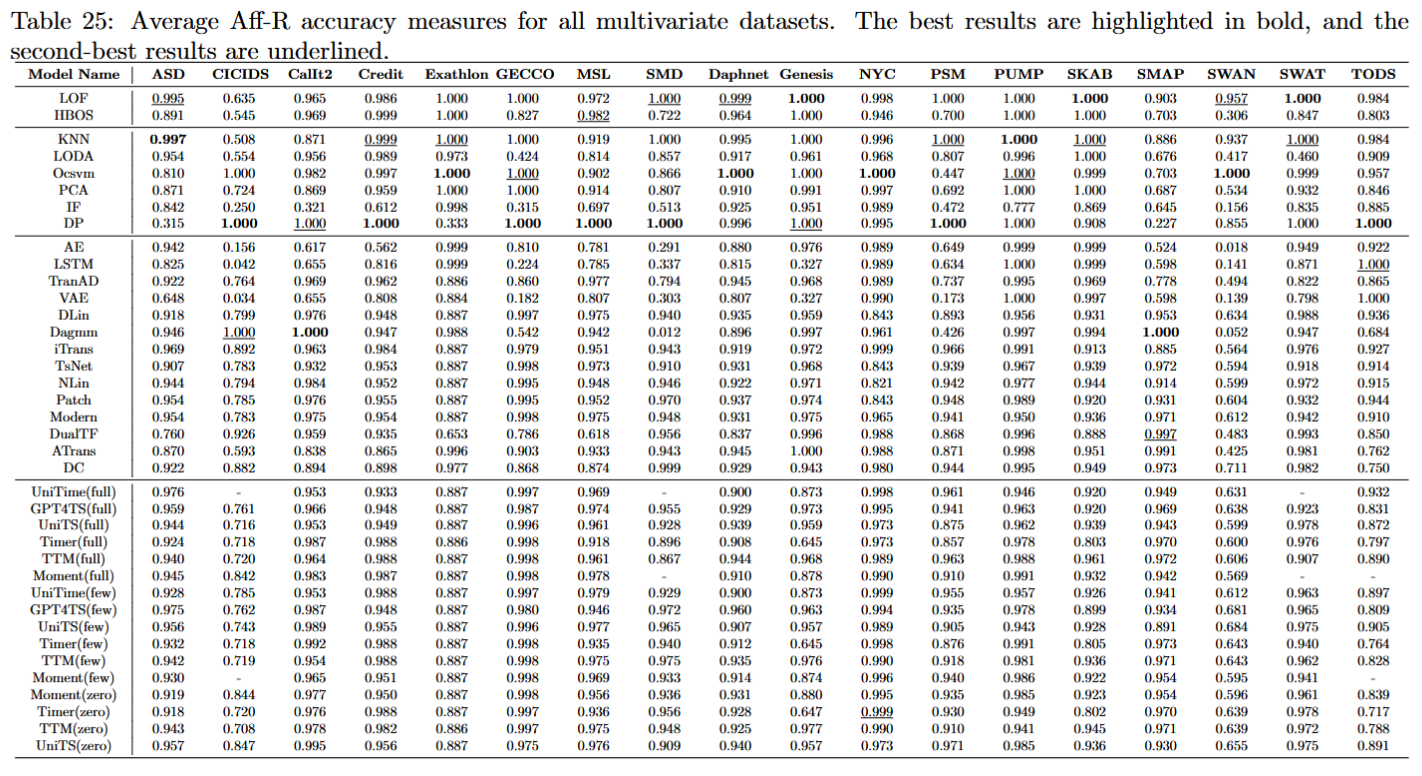 Table 25: Average Aff-R accuracy measures for all multivariate datasets. The best results are highlighted in bold, and the
second-best results are underlined.
Model Name ASD CICIDS CalIt2 Credit Exathlon GECCO MSL SMD Daphnet Genesis NYC PSM PUMP SKAB SMAP SWAN SWAT TODS
LOF 0.995 0.635 0.965 0.986 1.000 1.000 0.972 1.000 0.999 1.000 0.998 1.000 1.000 1.000 0.903 0.957 1.000 0.984
HBOS 0.891 0.545 0.969 0.999 1.000 0.827 0.982 0.722 0.964 1.000 0.946 0.700 1.000 1.000 0.703 0.306 0.847 0.803
KNN 0.997 0.508 0.871 0.999 1.000 1.000 0.919 1.000 0.995 1.000 0.996 1.000 1.000 1.000 0.886 0.937 1.000 0.984
LODA 0.954 0.554 0.956 0.989 0.973 0.424 0.814 0.857 0.917 0.961 0.968 0.807 0.996 1.000 0.676 0.417 0.460 0.909
Ocsvm 0.810 1.000 0.982 0.997 1.000 1.000 0.902 0.866 1.000 1.000 1.000 0.447 1.000 0.999 0.703 1.000 0.999 0.957
PCA 0.871 0.724 0.869 0.959 1.000 1.000 0.914 0.807 0.910 0.991 0.997 0.692 1.000 1.000 0.687 0.534 0.932 0.846
IF 0.842 0.250 0.321 0.612 0.998 0.315 0.697 0.513 0.925 0.951 0.989 0.472 0.777 0.869 0.645 0.156 0.835 0.885
DP 0.315 1.000 1.000 1.000 0.333 1.000 1.000 1.000 0.996 1.000 0.995 1.000 1.000 0.908 0.227 0.855 1.000 1.000
AE 0.942 0.156 0.617 0.562 0.999 0.810 0.781 0.291 0.880 0.976 0.989 0.649 0.999 0.999 0.524 0.018 0.949 0.922
LSTM 0.825 0.042 0.655 0.816 0.999 0.224 0.785 0.337 0.815 0.327 0.989 0.634 1.000 0.999 0.598 0.141 0.871 1.000
TranAD 0.922 0.764 0.969 0.962 0.886 0.860 0.977 0.794 0.945 0.968 0.989 0.737 0.995 0.969 0.778 0.494 0.822 0.865
VAE 0.648 0.034 0.655 0.808 0.884 0.182 0.807 0.303 0.807 0.327 0.990 0.173 1.000 0.997 0.598 0.139 0.798 1.000
DLin 0.918 0.799 0.976 0.948 0.887 0.997 0.975 0.940 0.935 0.959 0.843 0.893 0.956 0.931 0.953 0.634 0.988 0.936
Dagmm 0.946 1.000 1.000 0.947 0.988 0.542 0.942 0.012 0.896 0.997 0.961 0.426 0.997 0.994 1.000 0.052 0.947 0.684
iTrans 0.969 0.892 0.963 0.984 0.887 0.979 0.951 0.943 0.919 0.972 0.999 0.966 0.991 0.913 0.885 0.564 0.976 0.927
TsNet 0.907 0.783 0.932 0.953 0.887 0.998 0.973 0.910 0.931 0.968 0.843 0.939 0.967 0.939 0.972 0.594 0.918 0.914
NLin 0.944 0.794 0.984 0.952 0.887 0.995 0.948 0.946 0.922 0.971 0.821 0.942 0.977 0.944 0.914 0.599 0.972 0.915
Patch 0.954 0.785 0.976 0.955 0.887 0.995 0.952 0.970 0.937 0.974 0.843 0.948 0.989 0.920 0.931 0.604 0.932 0.944
Modern 0.954 0.783 0.975 0.954 0.887 0.998 0.975 0.948 0.931 0.975 0.965 0.941 0.950 0.936 0.971 0.612 0.942 0.910
DualTF 0.760 0.926 0.959 0.935 0.653 0.786 0.618 0.956 0.837 0.996 0.988 0.868 0.996 0.888 0.997 0.483 0.993 0.850
ATrans 0.870 0.593 0.838 0.865 0.996 0.903 0.933 0.943 0.945 1.000 0.988 0.871 0.998 0.951 0.991 0.425 0.981 0.762
DC 0.922 0.882 0.894 0.898 0.977 0.868 0.874 0.999 0.929 0.943 0.980 0.944 0.995 0.949 0.973 0.711 0.982 0.750
UniTime(full) 0.976 - 0.953 0.933 0.887 0.997 0.969 - 0.900 0.873 0.998 0.961 0.946 0.920 0.949 0.631 - 0.932
GPT4TS(full) 0.959 0.761 0.966 0.948 0.887 0.987 0.974 0.955 0.929 0.973 0.995 0.941 0.963 0.920 0.969 0.638 0.923 0.831
UniTS(full) 0.944 0.716 0.953 0.949 0.887 0.996 0.961 0.928 0.939 0.959 0.973 0.875 0.962 0.939 0.943 0.599 0.978 0.872
Timer(full) 0.924 0.718 0.987 0.988 0.886 0.998 0.918 0.896 0.908 0.645 0.973 0.857 0.978 0.803 0.970 0.600 0.976 0.797
TTM(full) 0.940 0.720 0.964 0.988 0.887 0.998 0.961 0.867 0.944 0.968 0.989 0.963 0.988 0.961 0.972 0.606 0.907 0.890
Moment(full) 0.945 0.842 0.983 0.987 0.887 0.998 0.978 - 0.910 0.878 0.990 0.910 0.991 0.932 0.942 0.569 - -
UniTime(few) 0.928 0.785 0.953 0.988 0.887 0.997 0.979 0.929 0.900 0.873 0.999 0.955 0.957 0.926 0.941 0.612 0.963 0.897
GPT4TS(few) 0.975 0.762 0.987 0.948 0.887 0.980 0.946 0.972 0.960 0.963 0.994 0.935 0.978 0.899 0.934 0.681 0.965 0.809
UniTS(few) 0.956 0.743 0.989 0.955 0.887 0.996 0.977 0.965 0.907 0.957 0.989 0.905 0.943 0.928 0.891 0.684 0.975 0.905
Timer(few) 0.932 0.718 0.992 0.988 0.887 0.998 0.935 0.940 0.912 0.645 0.998 0.876 0.991 0.805 0.973 0.643 0.940 0.764
TTM(few) 0.942 0.719 0.954 0.988 0.887 0.998 0.975 0.975 0.935 0.976 0.990 0.918 0.981 0.936 0.971 0.643 0.962 0.828
Moment(few) 0.930 - 0.965 0.951 0.887 0.998 0.969 0.933 0.914 0.874 0.996 0.940 0.986 0.922 0.954 0.595 0.941 -
Moment(zero) 0.919 0.844 0.977 0.950 0.887 0.998 0.956 0.936 0.931 0.880 0.995 0.935 0.985 0.923 0.954 0.596 0.961 0.839
Timer(zero) 0.918 0.720 0.976 0.988 0.887 0.997 0.936 0.956 0.928 0.647 0.999 0.930 0.949 0.802 0.970 0.639 0.978 0.717
TTM(zero) 0.943 0.708 0.978 0.982 0.886 0.997 0.975 0.948 0.925 0.977 0.990 0.910 0.941 0.945 0.971 0.639 0.972 0.788
UniTS(zero) 0.957 0.847 0.995 0.956 0.887 0.975 0.976 0.909 0.940 0.957 0.973 0.971 0.985 0.936 0.930 0.655 0.975 0.891